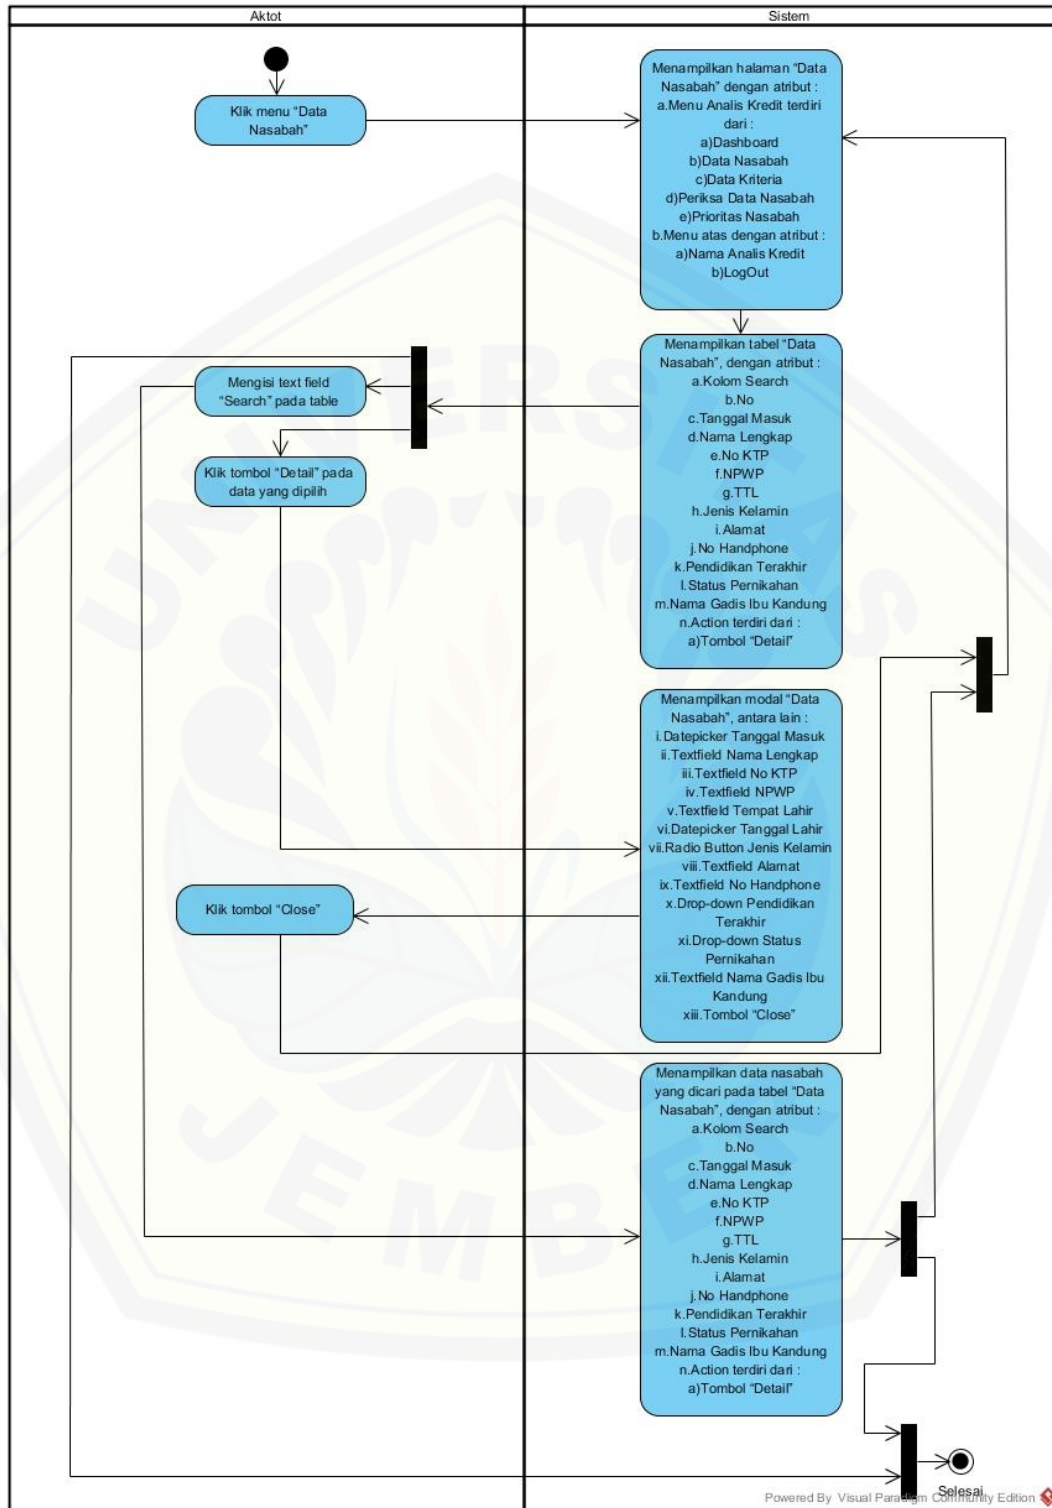 Aktot
Sistem
Klik menu “Data
Nasabah”
Menampilkan halaman “Data
Nasabah” dengan atribut :
a.Menu Analis Kredit terdiri
dari :
a)Dashboard
b)Data Nasabah
c)Data Kriteria
d)Periksa Data Nasabah
e)Prioritas Nasabah
b.Menu atas dengan atribut :
a)Nama Analis Kredit
b)LogOut
Menampilkan tabel “Data
Nasabah”, dengan atribut :
a.Kolom Search
b.No
c.Tanggal Masuk
d.Nama Lengkap
e.No KTP
f.NPWP
g.TTL
h.Jenis Kelamin
i.Alamat
j.No Handphone
k.Pendidikan Terakhir
l.Status Pernikahan
m.Nama Gadis Ibu Kandung
n.Action terdiri dari :
a)Tombol “Detail”
Mengisi text field
“Search” pada table
Klik tombol “Detail” pada
data yang dipilih
Menampilkan modal “Data
Nasabah”, antara lain :
i.Datepicker Tanggal Masuk
ii.Textfield Nama Lengkap
iii.Textfield No KTP
iv.Textfield NPWP
v.Textfield Tempat Lahir
vi.Datepicker Tanggal Lahir
vii.Radio Button Jenis Kelamin
viii.Textfield Alamat
ix.Textfield No Handphone
x.Drop-down Pendidikan
Terakhir
xi.Drop-down Status
Pernikahan
xii.Textfield Nama Gadis Ibu
Kandung
xiii.Tombol “Close”
Klik tombol “Close”
Menampilkan data nasabah
yang dicari pada tabel “Data
Nasabah”, dengan atribut :
a.Kolom Search
b.No
c.Tanggal Masuk
d.Nama Lengkap
e.No KTP
f.NPWP
g.TTL
h.Jenis Kelamin
i.Alamat
j.No Handphone
k.Pendidikan Terakhir
l.Status Pernikahan
m.Nama Gadis Ibu Kandung
n.Action terdiri dari :
a)Tombol “Detail”
Selesai
UNIVERSITAS
JEMBER
Powered By Visual Paradigm Community Edition